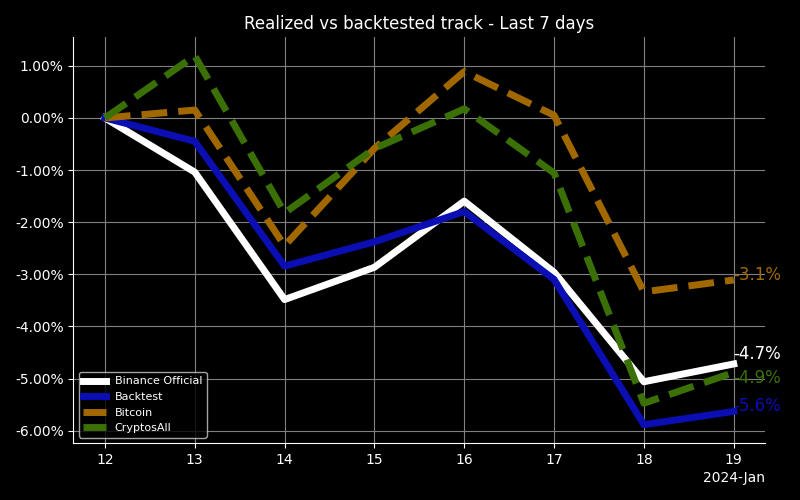 Realized vs backtested track - Last 7 days
1.00%
0.00%
-1.00%
-2.00%
-3.00%
-4.00%
-5.00%
-6.00%
-3.1%
-4.7%
-4.9%
-5.6%
Binance Official
Backtest
Bitcoin
CryptosAll
12 13 14 15 16 17 18 19
2024-Jan